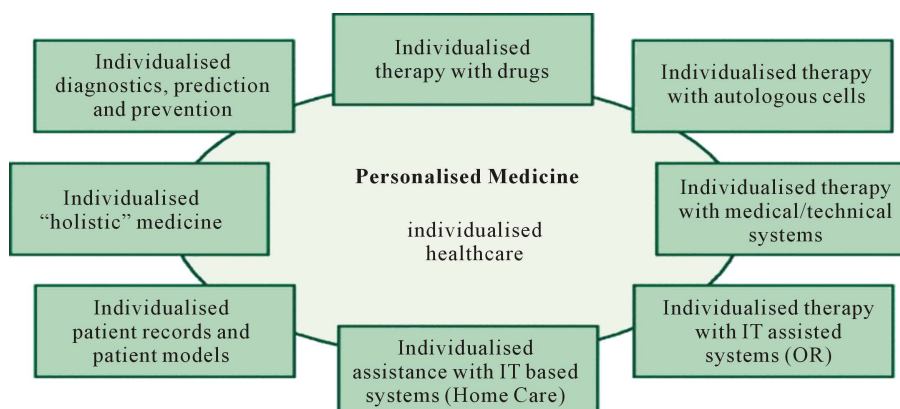 Individualised
therapy with drugs
Individualised
diagnostics, prediction
and prevention
Individualised therapy
with autologous cells
Personalised Medicine
individualised
healthcare
Individualised
“holistic” medicine
Individualised therapy
with medical/technical
systems
Individualised
patient records and
patient models
Individualised therapy
with IT assisted
systems (OR)
Individualised
assistance with IT based
systems (Home Care)